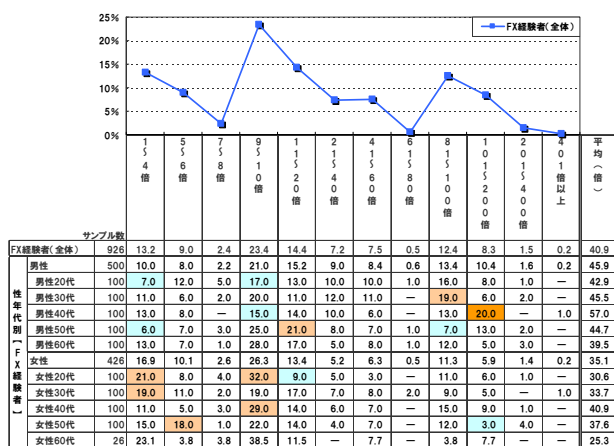 25%
20%
15%
10%
5%
0%
FX経験者(全体)
サンプル数
1～4倍
5～6倍
7～8倍
9～10倍
11～20倍
21～40倍
41～60倍
61～80倍
81～100倍
101～200倍
201～400倍
401倍以上
平均(倍)
FX経験者(全体) 926 13.2 9.0 2.4 23.4 14.4 7.2 7.5 0.5 12.4 8.3 1.5 0.2 40.9
性年代別【FX経験者】
男性 500 10.0 8.0 2.2 21.0 15.2 9.0 8.4 0.6 13.4 10.4 1.6 0.2 45.9
男性20代 100 7.0 12.0 5.0 17.0 13.0 10.0 10.0 1.0 16.0 8.0 1.0 － 42.9
男性30代 100 11.0 6.0 2.0 20.0 11.0 12.0 11.0 － 19.0 6.0 2.0 － 45.5
男性40代 100 13.0 8.0 － 15.0 14.0 10.0 6.0 － 13.0 20.0 － 1.0 57.0
男性50代 100 6.0 7.0 3.0 25.0 21.0 8.0 7.0 1.0 7.0 13.0 2.0 － 44.7
男性60代 100 13.0 7.0 1.0 28.0 17.0 5.0 8.0 1.0 12.0 5.0 3.0 － 39.5
女性 426 16.9 10.1 2.6 26.3 13.4 5.2 6.3 0.5 11.3 5.9 1.4 0.2 35.1
女性20代 100 21.0 8.0 4.0 32.0 9.0 5.0 3.0 － 11.0 6.0 1.0 － 30.6
女性30代 100 19.0 11.0 2.0 19.0 17.0 7.0 8.0 2.0 9.0 5.0 － 1.0 33.7
女性40代 100 11.0 5.0 3.0 29.0 14.0 6.0 7.0 － 15.0 9.0 1.0 － 40.9
女性50代 100 15.0 18.0 1.0 22.0 14.0 4.0 7.0 － 12.0 3.0 4.0 － 37.6
女性60代 26 23.1 3.8 3.8 38.5 11.5 － 7.7 － 3.8 7.7 － － 25.3